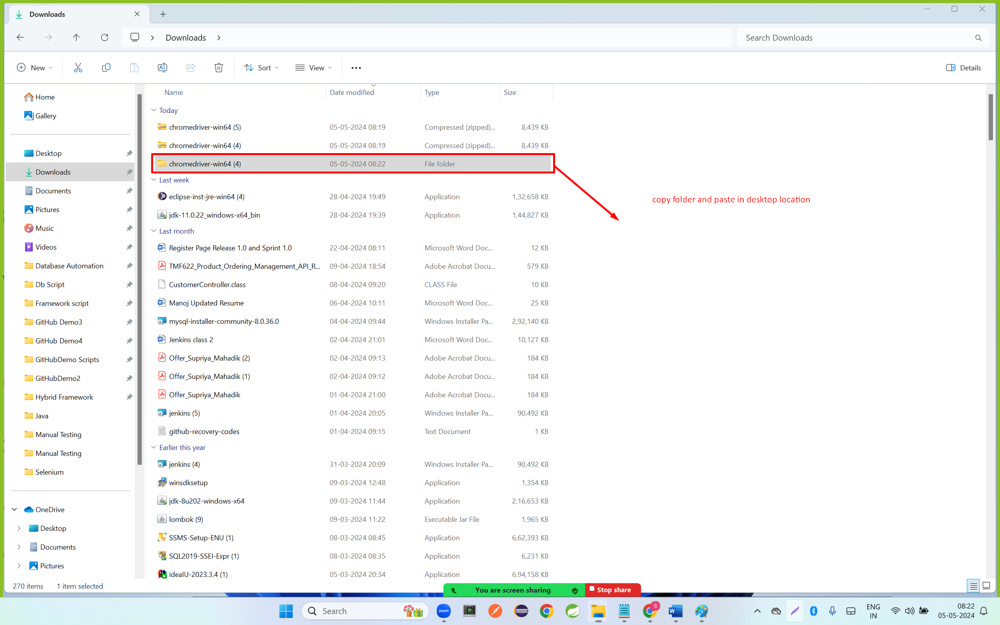 Downloads
Downloads
Search Downloads
New
Sort
View
Details
Name Date modified Type Size
Home
Gallery
Desktop
Downloads
Documents
Pictures
Music
Videos
Database Automation
Db Script
Framework script
GitHub Demo3
GitHub Demo4
GitHubDemo Scripts
GitHubDemo2
Hybrid Framework
Java
Manual Testing
Manual Testing
Selenium
OneDrive
Desktop
Documents
Pictures
Today
chromedriver-win64 (5) 05-05-2024 08:19 Compressed (zipped)... 8,439 KB
chromedriver-win64 (4) 05-05-2024 08:19 Compressed (zipped)... 8,439 KB
chromedriver-win64 (4) 05-05-2024 08:22 File folder
Last week
eclipse-inst-jre-win64 (4) 28-04-2024 19:49 Application 1,32,658 KB
jdk-11.0.22_windows-x64_bin 28-04-2024 19:39 Application 1,44,827 KB
Last month
Register Page Release 1.0 and Sprint 1.0 22-04-2024 08:11 Microsoft Word Doc... 12 KB
TMF622_Product_Ordering_Management_API_R... 09-04-2024 18:54 Adobe Acrobat Docu... 579 KB
CustomerController.class 08-04-2024 09:20 CLASS File 10 KB
Manoj Updated Resume 06-04-2024 10:11 Microsoft Word Doc... 25 KB
mysql-installer-community-8.0.36.0 04-04-2024 09:44 Windows Installer Pa... 2,92,140 KB
Jenkins class 2 02-04-2024 21:01 Microsoft Word Doc... 10,127 KB
Offer_Supriya_Mahadik (2) 02-04-2024 09:13 Adobe Acrobat Docu... 184 KB
Offer_Supriya_Mahadik (1) 02-04-2024 09:12 Adobe Acrobat Docu... 184 KB
Offer_Supriya_Mahadik 01-04-2024 21:00 Adobe Acrobat Docu... 184 KB
jenkins (5) 01-04-2024 20:05 Windows Installer Pa... 90,492 KB
github-recovery-codes 01-04-2024 09:15 Text Document 1 KB
Earlier this year
jenkins (4) 31-03-2024 20:09 Windows Installer Pa... 90,492 KB
winsdksetup 09-03-2024 12:48 Application 1,354 KB
jdk-8u202-windows-x64 09-03-2024 11:44 Application 2,16,653 KB
lombok (9) 09-03-2024 11:22 Executable Jar File 1,965 KB
SSMS-Setup-ENU (1) 08-03-2024 08:45 Application 6,62,393 KB
SQL2019-SSEI-Expr (1) 08-03-2024 08:35 Application 6,231 KB
ideaIU-2023.3.4 (1) 05-03-2024 20:34 Application 6,94,158 KB
copy folder and paste in desktop location
270 items 1 item selected
You are screen sharing Stop share
Search
zoom
S
W
ENG
IN
08:22
05-05-2024